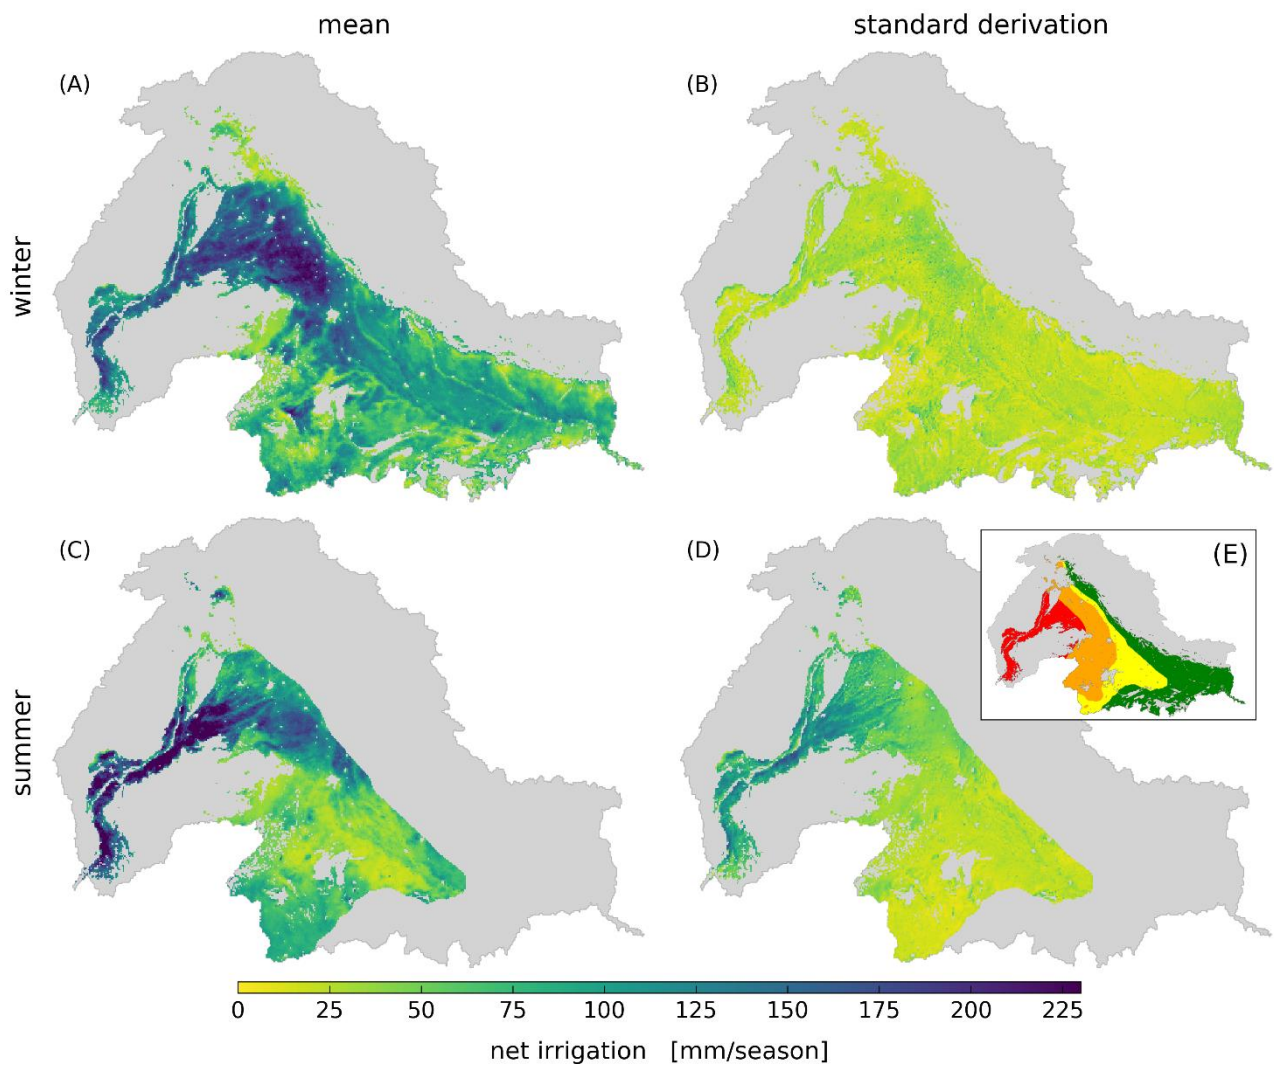 mean
standard derivation
(A)
(B)
winter
(C)
(D)
(E)
summer
0 25 50 75 100 125 150 175 200 225
net irrigation [mm/season]